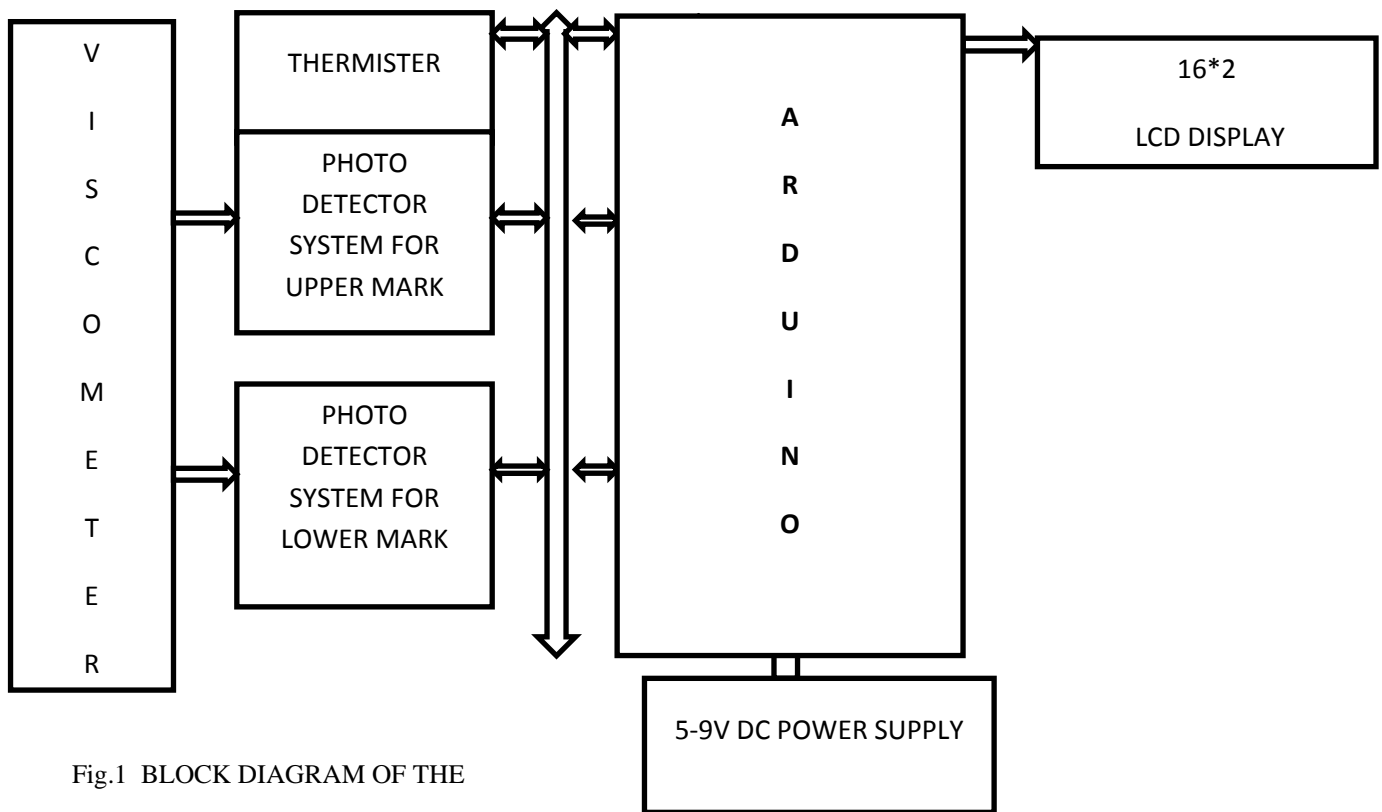 V
I
S
C
O
M
E
T
E
R
THERMISTER
PHOTO
DETECTOR
SYSTEM FOR
UPPER MARK
PHOTO
DETECTOR
SYSTEM FOR
LOWER MARK
A
R
D
U
I
N
O
16*2
LCD DISPLAY
5-9V DC POWER SUPPLY
Fig.1 BLOCK DIAGRAM OF THE